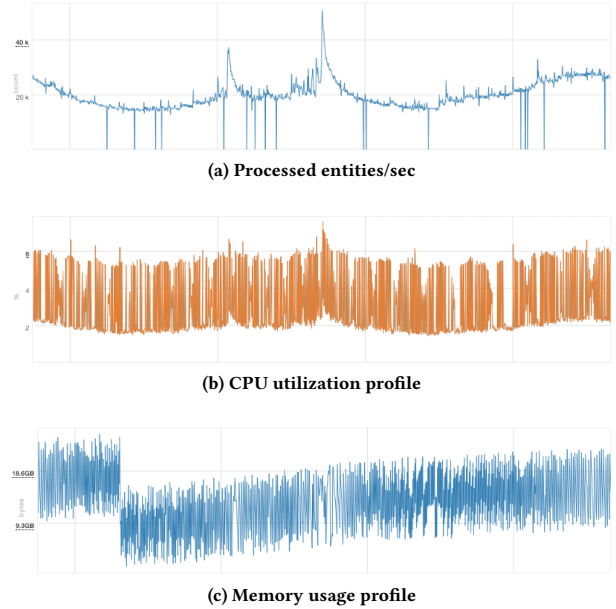 40 k
count
20 k
(a) Processed entities/sec
%
4
2
(b) CPU utilization profile
18.6GB
bytes
9.3GB
(c) Memory usage profile